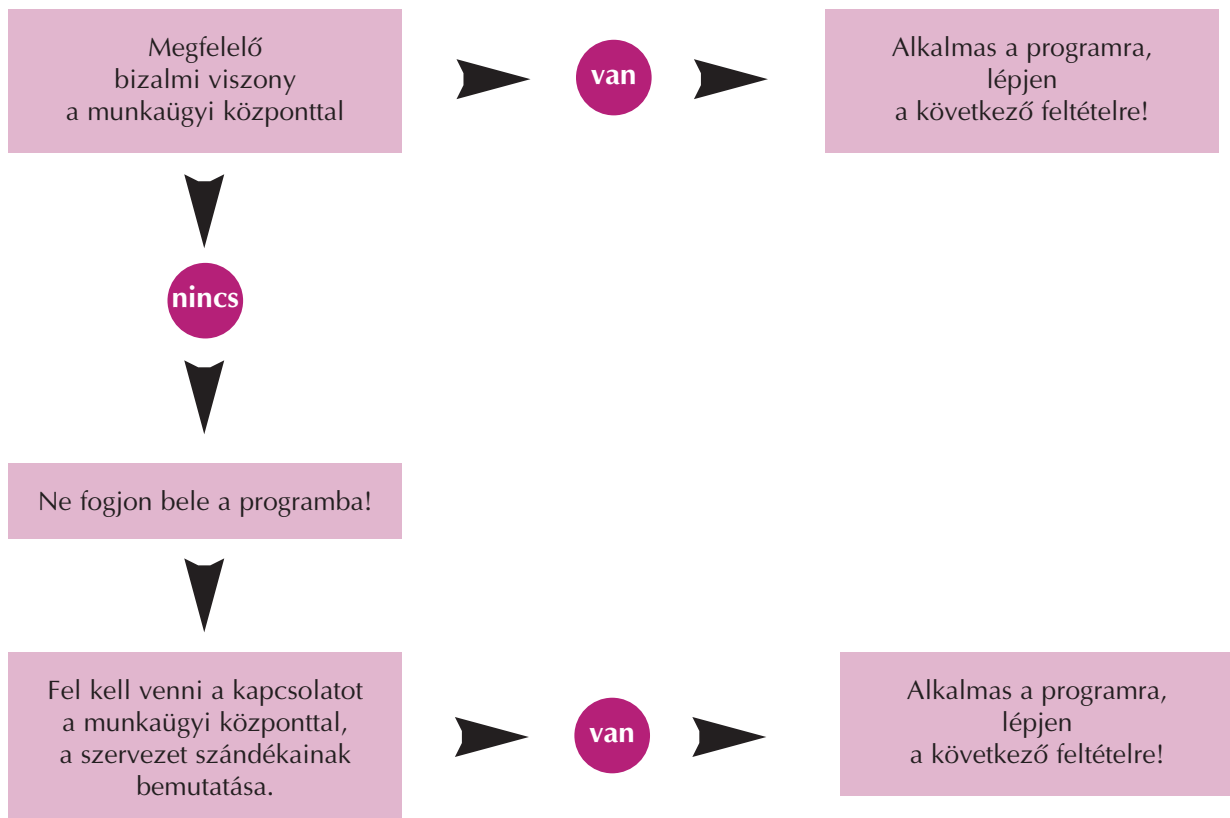 Megfelelő
bizalmi viszony
a munkaügyi központtal
van
Alkalmas a programra,
lépjen
a következő feltételre!
nincs
Ne fogjon bele a programba!
Fel kell venni a kapcsolatot
a munkaügyi központtal,
a szervezet szándékainak
bemutatása.
van
Alkalmas a programra,
lépjen
a következő feltételre!